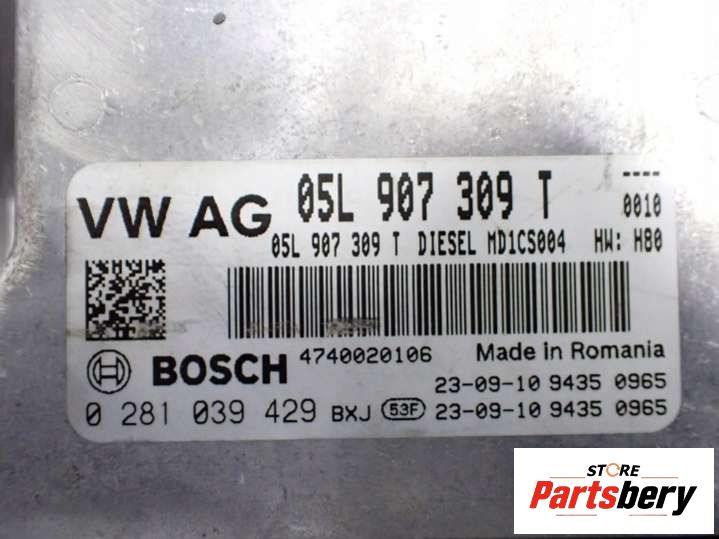 VW AG 05L 907 309 T ----
0010
05L 907 309 T DIESEL MD1CS004 HW: H80
BOSCH 4740020106 Made in Romania
23-09-10 9435 0965
0 281 039 429 BXJ 53F 23-09-10 9435 0965
STORE
Partsbery